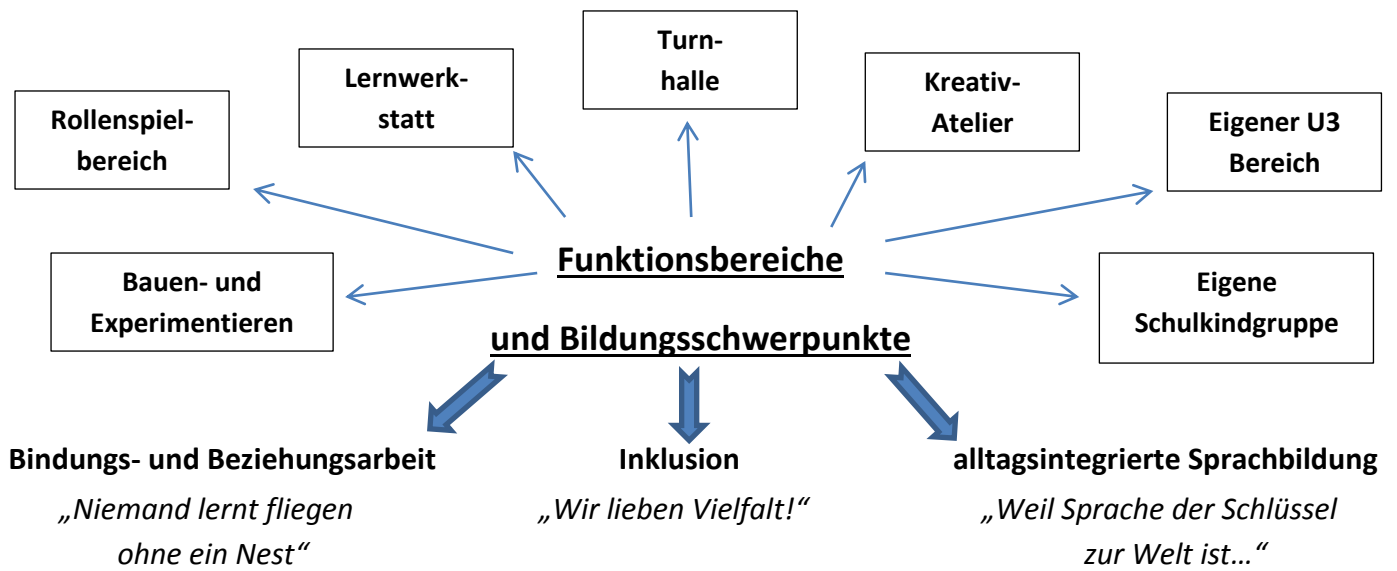 Turn-
halle
Lernwerk-
statt
Kreativ-
Atelier
Rollenspiel-
bereich
Eigener U3
Bereich
Funktionsbereiche
Bauen- und
Experimentieren
Eigene
Schulkindgruppe
und Bildungsschwerpunkte
Bindungs- und Beziehungsarbeit
„Niemand lernt fliegen
ohne ein Nest“
Inklusion
„Wir lieben Vielfalt!“
alltagsintegrierte Sprachbildung
„Weil Sprache der Schlüssel
zur Welt ist…“